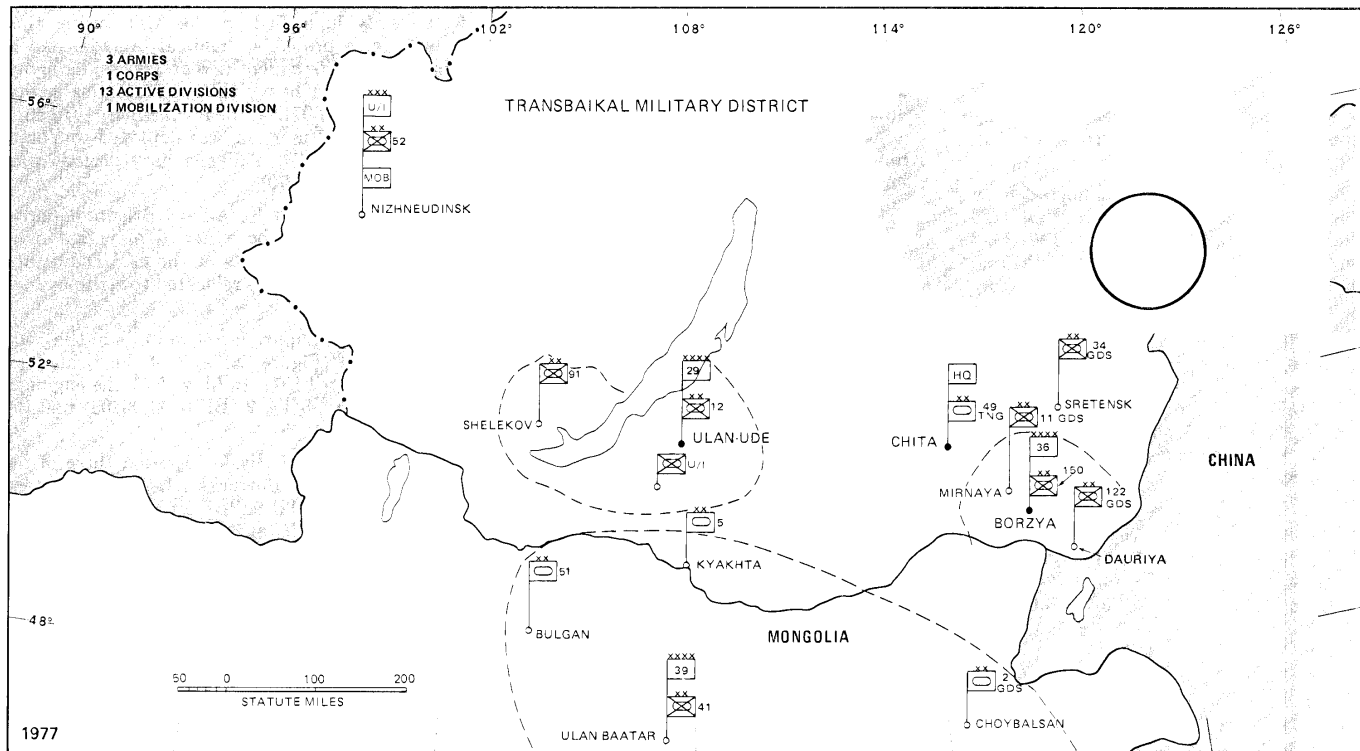 90° 96° 102° 108° 114° 120° 126°
3 ARMIES
1 CORPS
13 ACTIVE DIVISIONS
1 MOBILIZATION DIVISION
56°
TRANSBAIKAL MILITARY DISTRICT
XXX
U/I
XX
52
MOB
NIZHNEUDINSK
52°
XX
91
SHELEKOV
XXXX
29
XX
12
ULAN-UDE
XX
U/I
HQ
XX
49
TNG
CHITA
XX
34
GDS
SRETENSK
XX
11 GDS
MIRNAYA
XXXX
36
XX
150
BORZYA
XX
122
GDS
DAURIYA
CHINA
XX
5
KYAKHTA
XX
51
BULGAN
48°
MONGOLIA
XXXX
39
XX
41
ULAN BAATAR
XX
2
GDS
CHOYBALSAN
50 0 100 200
STATUTE MILES
1977